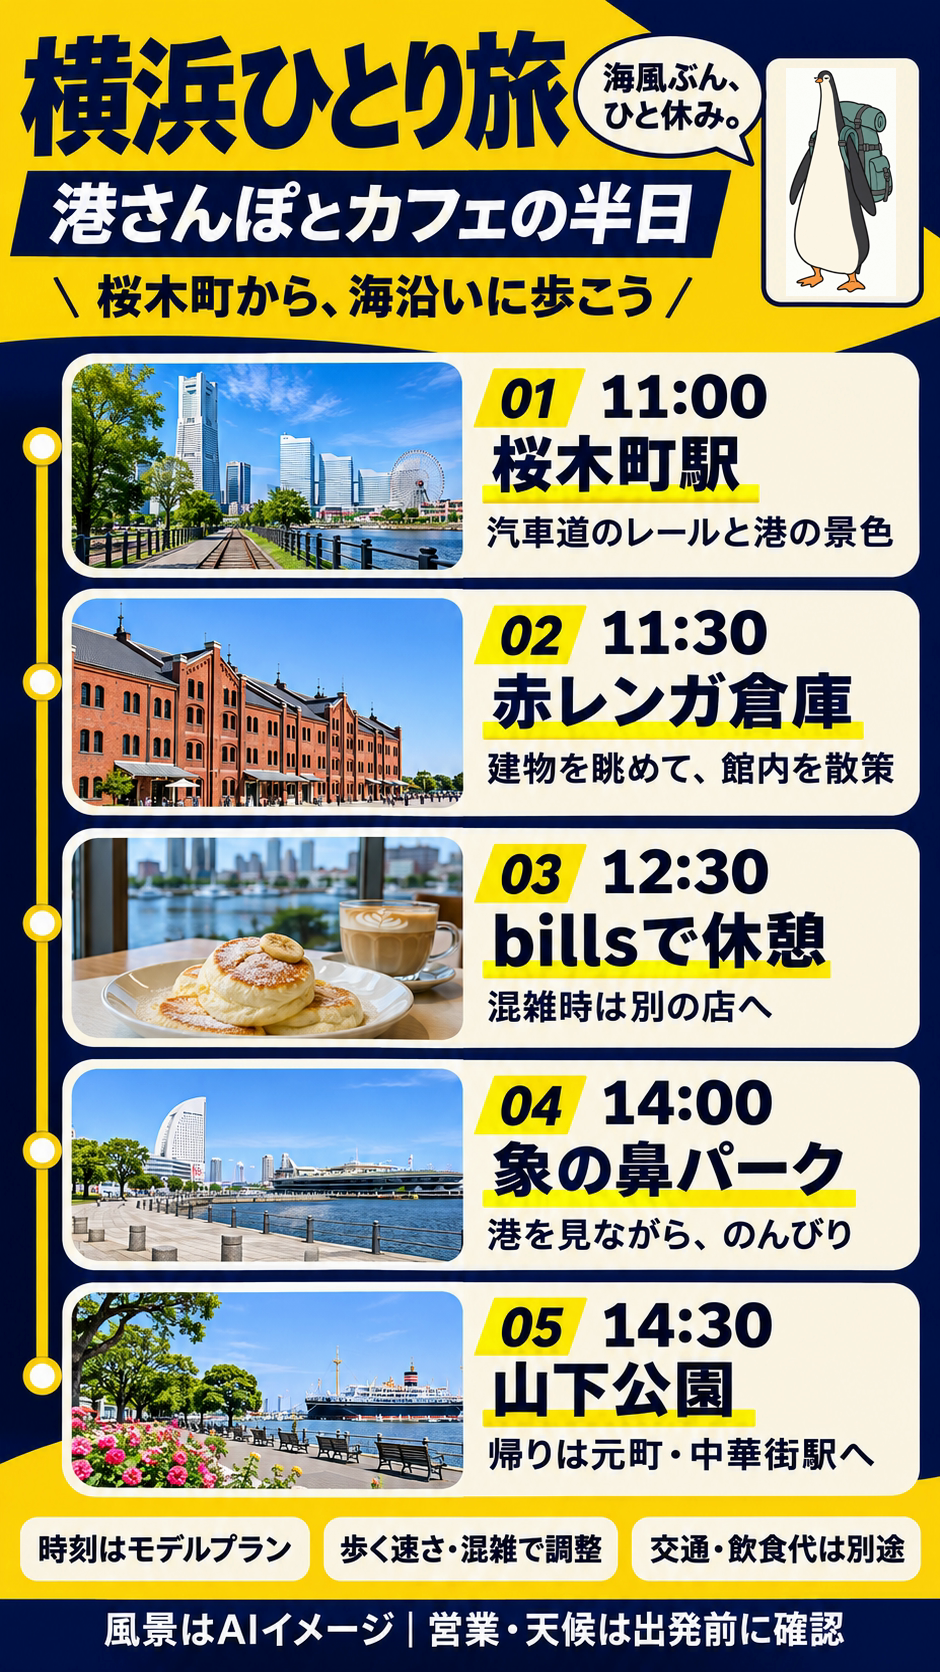 横浜ひとり旅
海風ぶん、
ひと休み。
港さんぽとカフェの半日
\ 桜木町から、海沿いに歩こう /
01 11:00
桜木町駅
汽車道のレールと港の景色
02 11:30
赤レンガ倉庫
建物を眺めて、館内を散策
03 12:30
billsで休憩
混雑時は別の店へ
04 14:00
象の鼻パーク
港を見ながら、のんびり
05 14:30
山下公園
帰りは元町・中華街駅へ
時刻はモデルプラン
歩く速さ・混雑で調整
交通・飲食代は別途
風景はAIイメージ｜営業・天候は出発前に確認